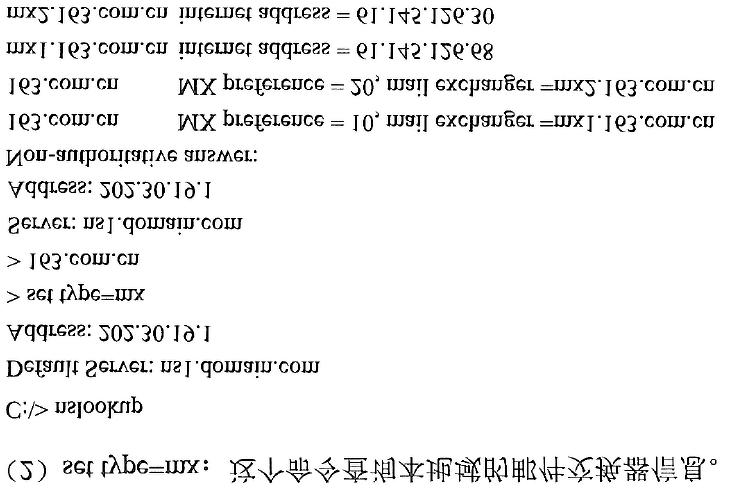 （2）set type=mx：这个命令查询本地域的邮件交换器信息。
C:/> nslookup
Default Server: ns1.domain.com
Address: 202.30.19.1
> set type=mx
> 163.com.cn
Server: ns1.domain.com
Address: 202.30.19.1
Non-authoritative answer:
163.com.cn MX preference = 10, mail exchanger =mx1.163.com.cn
163.com.cn MX preference = 20, mail exchanger =mx2.163.com.cn
mx1.163.com.cn internet address = 61.145.126.68
mx2.163.com.cn internet address = 61.145.126.30